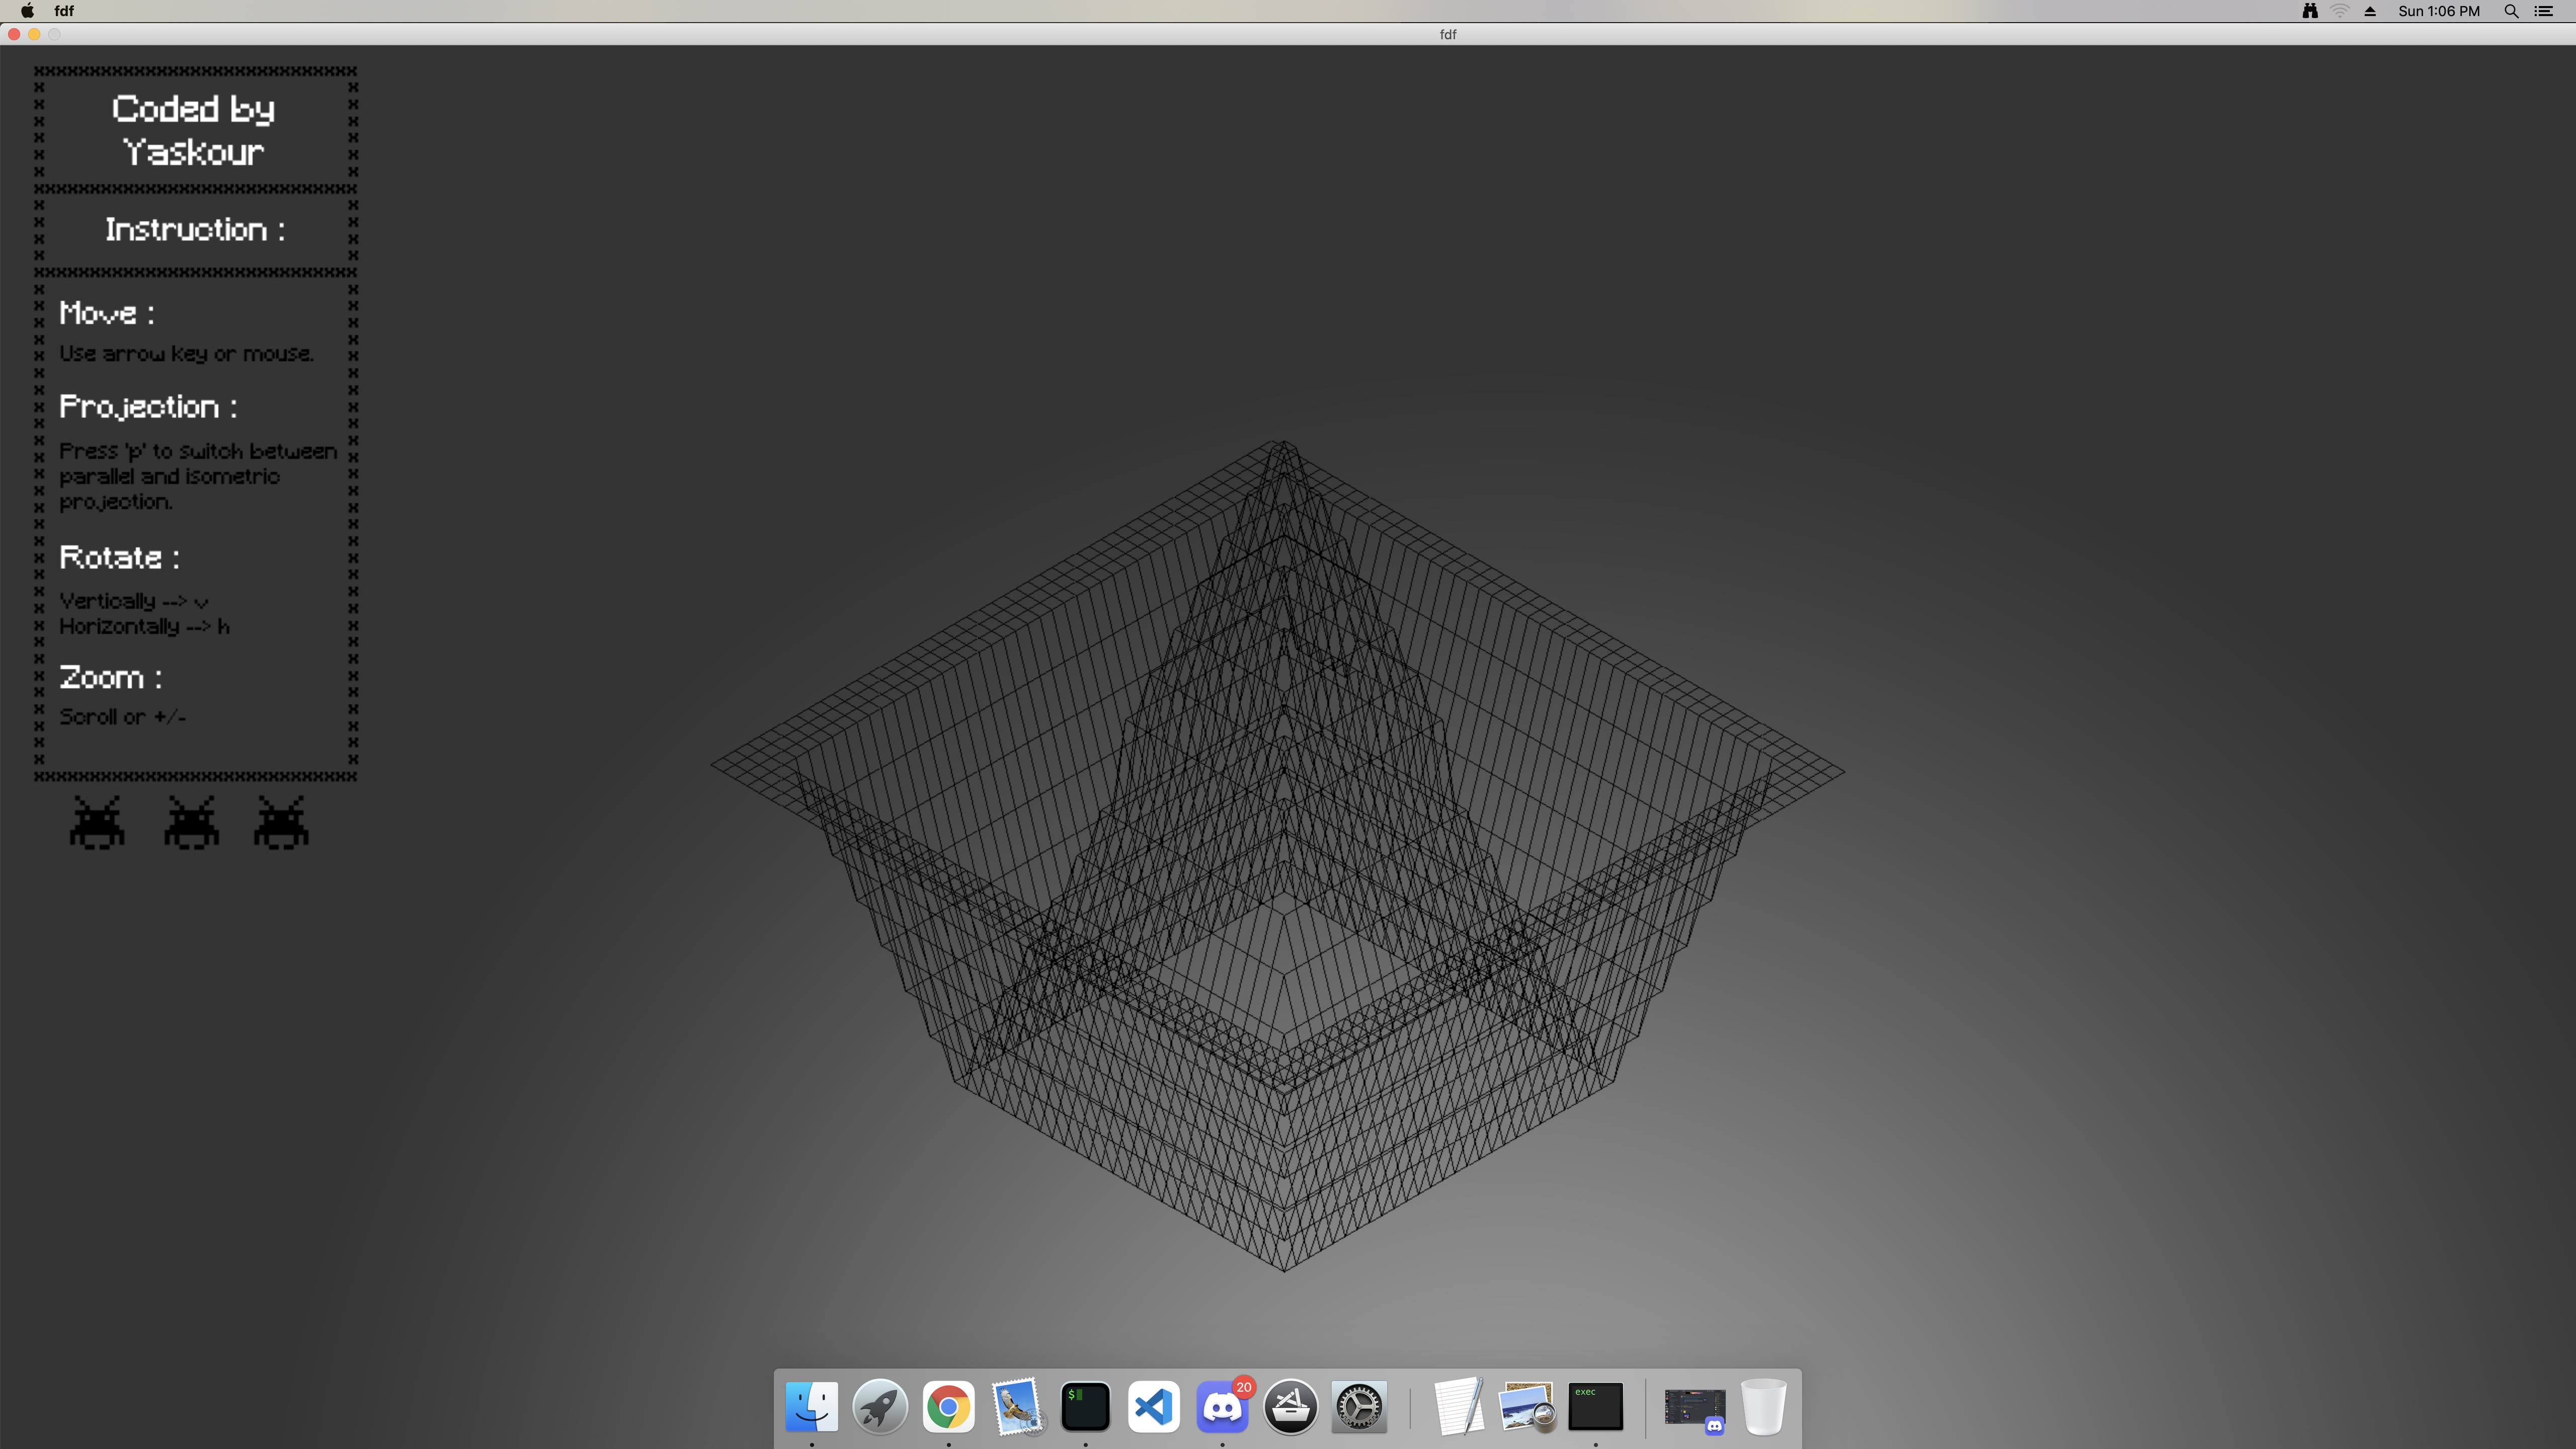 fdf
Sun 1:06 PM
fdf
Coded by
Yaskour
Instruction :
Move :
Use arrow key or mouse.
Projection :
Press 'p' to switch between
parallel and isometric
projection.
Rotate :
Vertically --> v
Horizontally --> h
Zoom :
Scroll or +/-
$
20
exec